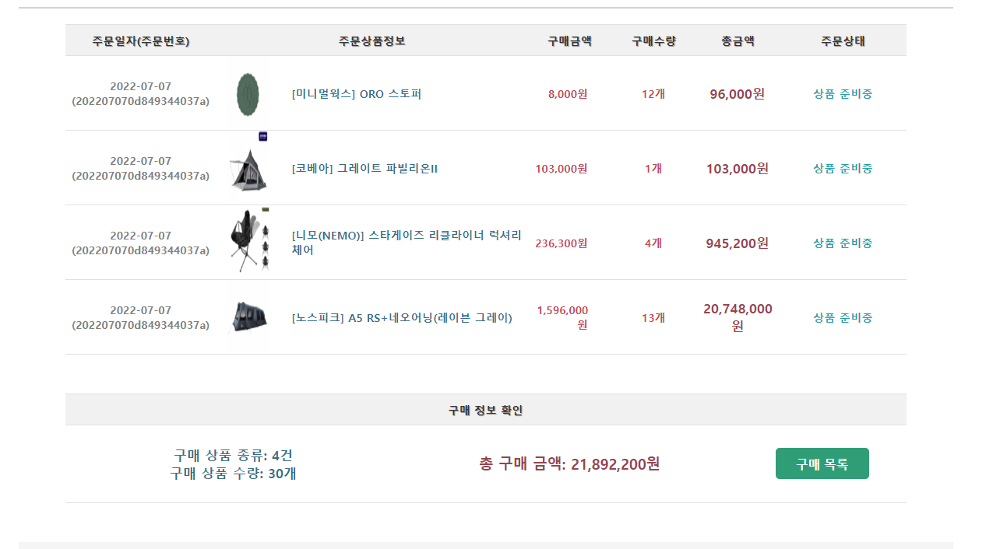 주문일자(주문번호) 주문상품정보 구매금액 구매수량 총금액 주문상태
2022-07-07
(202207070d849344037a)
[미니멀웍스] ORO 스토퍼 8,000원 12개 96,000원 상품 준비중
2022-07-07
(202207070d849344037a)
[코베아] 그레이트 파빌리온II 103,000원 1개 103,000원 상품 준비중
2022-07-07
(202207070d849344037a)
[니모(NEMO)] 스타게이즈 리클라이너 럭셔리
체어
236,300원 4개 945,200원 상품 준비중
2022-07-07
(202207070d849344037a)
[노스피크] A5 RS+네오어닝(레이븐 그레이)
1,596,000
원
13개
20,748,000
원
상품 준비중
구매 정보 확인
구매 상품 종류: 4건
구매 상품 수량: 30개
총 구매 금액: 21,892,200원
구매 목록